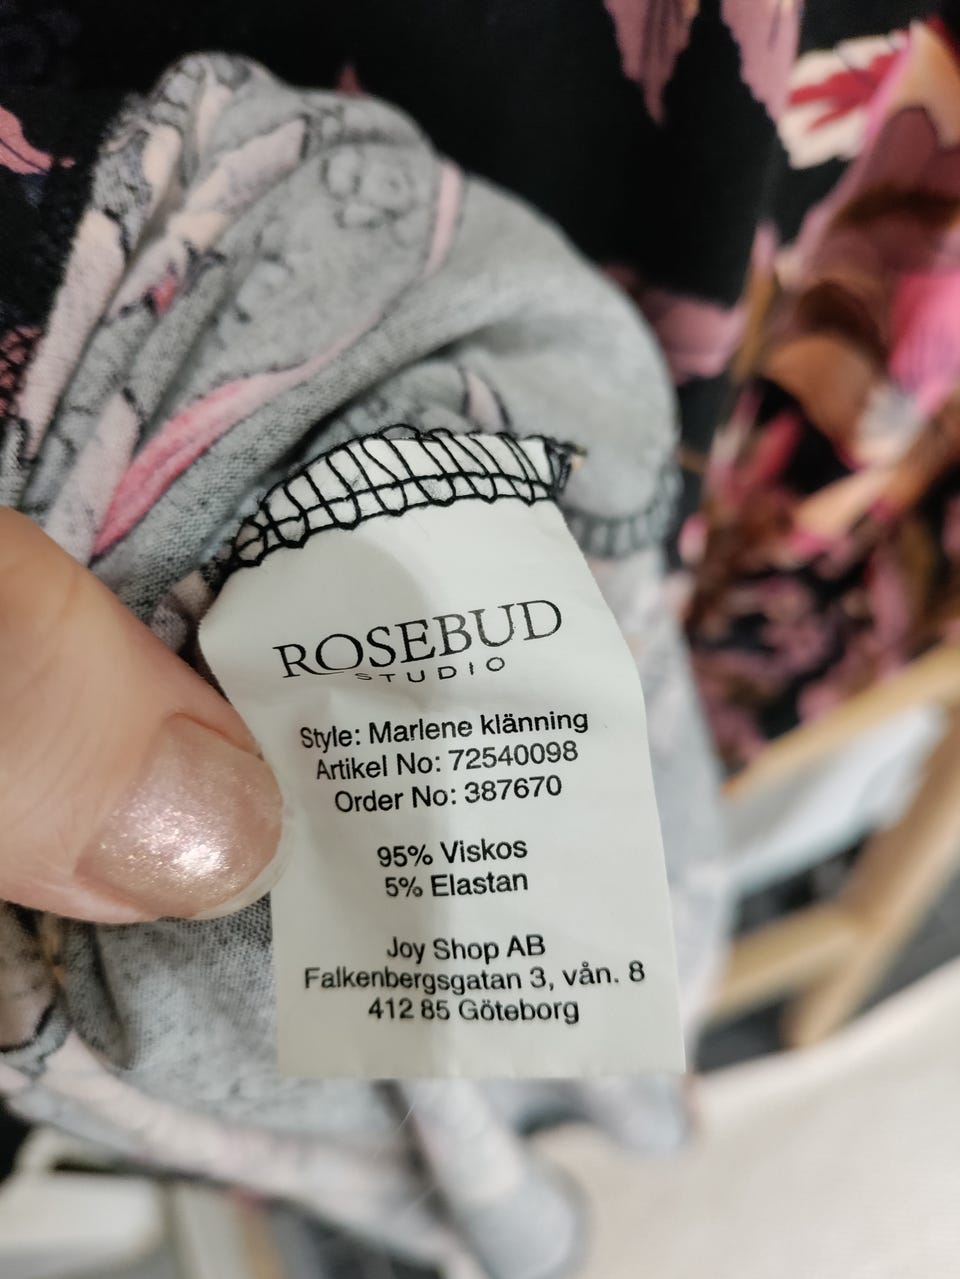 ROSEBUD
STUDIO
Style: Marlene klänning
Artikel No: 72540098
Order No: 387670
95% Viskos
5% Elastan
Joy Shop AB
Falkenbergsgatan 3, vån. 8
412 85 Göteborg